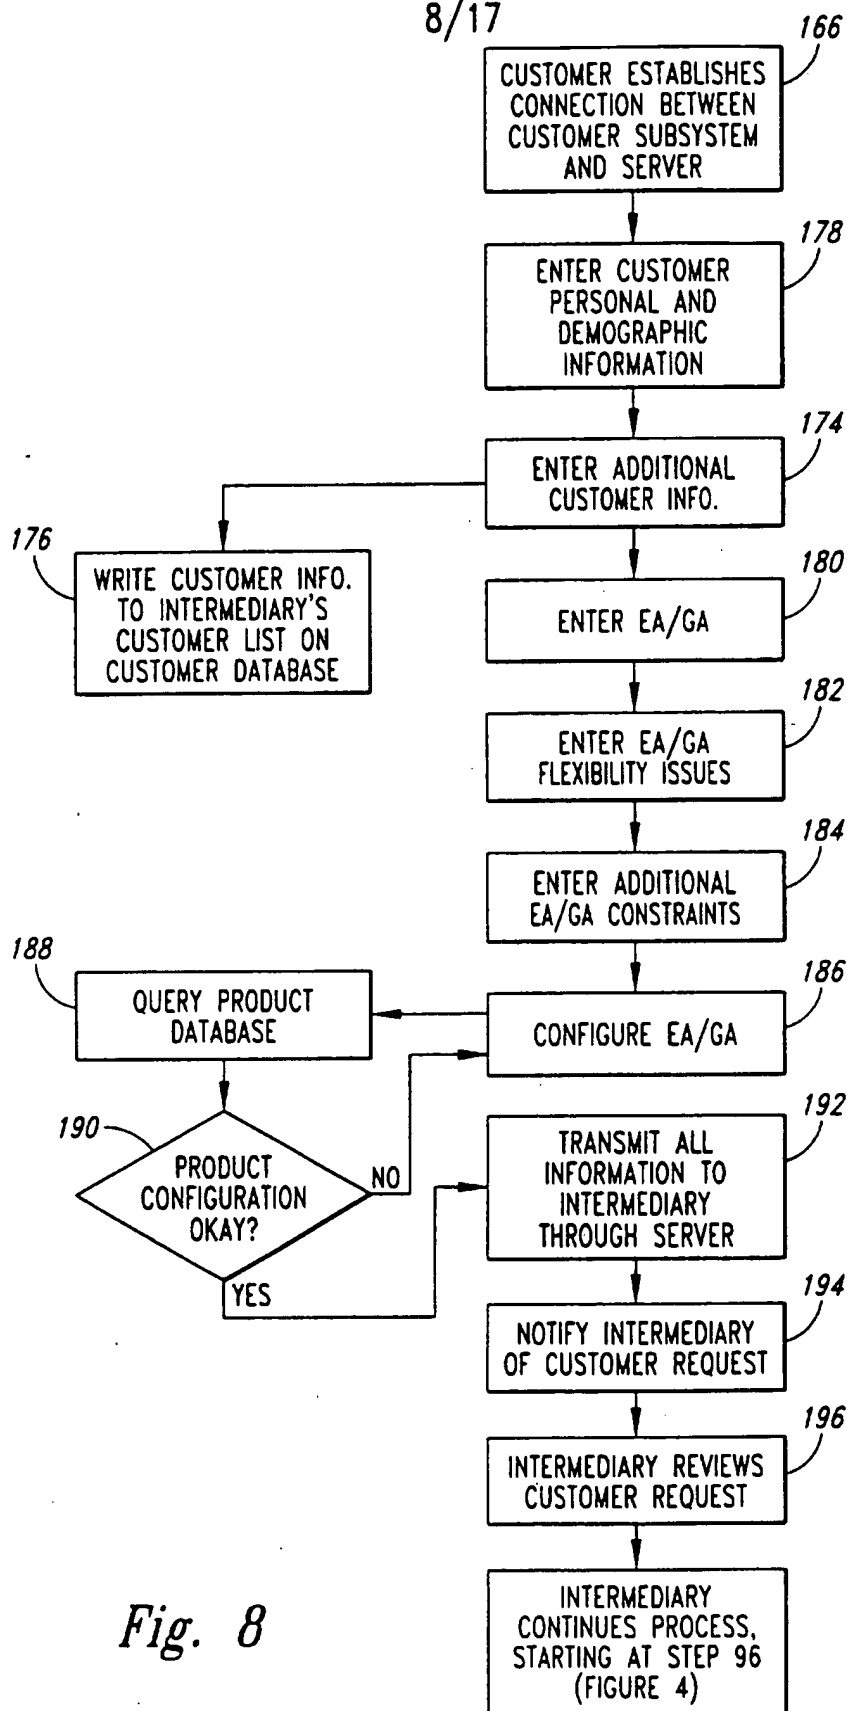 8/17
166
CUSTOMER ESTABLISHES
CONNECTION BETWEEN
CUSTOMER SUBSYSTEM
AND SERVER
178
ENTER CUSTOMER
PERSONAL AND
DEMOGRAPHIC
INFORMATION
174
ENTER ADDITIONAL
CUSTOMER INFO.
176
WRITE CUSTOMER INFO.
TO INTERMEDIARY'S
CUSTOMER LIST ON
CUSTOMER DATABASE
180
ENTER EA/GA
182
ENTER EA/GA
FLEXIBILITY ISSUES
184
ENTER ADDITIONAL
EA/GA CONSTRAINTS
186
CONFIGURE EA/GA
188
QUERY PRODUCT
DATABASE
190
PRODUCT
CONFIGURATION
OKAY?
NO
YES
192
TRANSMIT ALL
INFORMATION TO
INTERMEDIARY
THROUGH SERVER
194
NOTIFY INTERMEDIARY
OF CUSTOMER REQUEST
196
INTERMEDIARY REVIEWS
CUSTOMER REQUEST
INTERMEDIARY
CONTINUES PROCESS,
STARTING AT STEP 96
(FIGURE 4)
Fig. 8